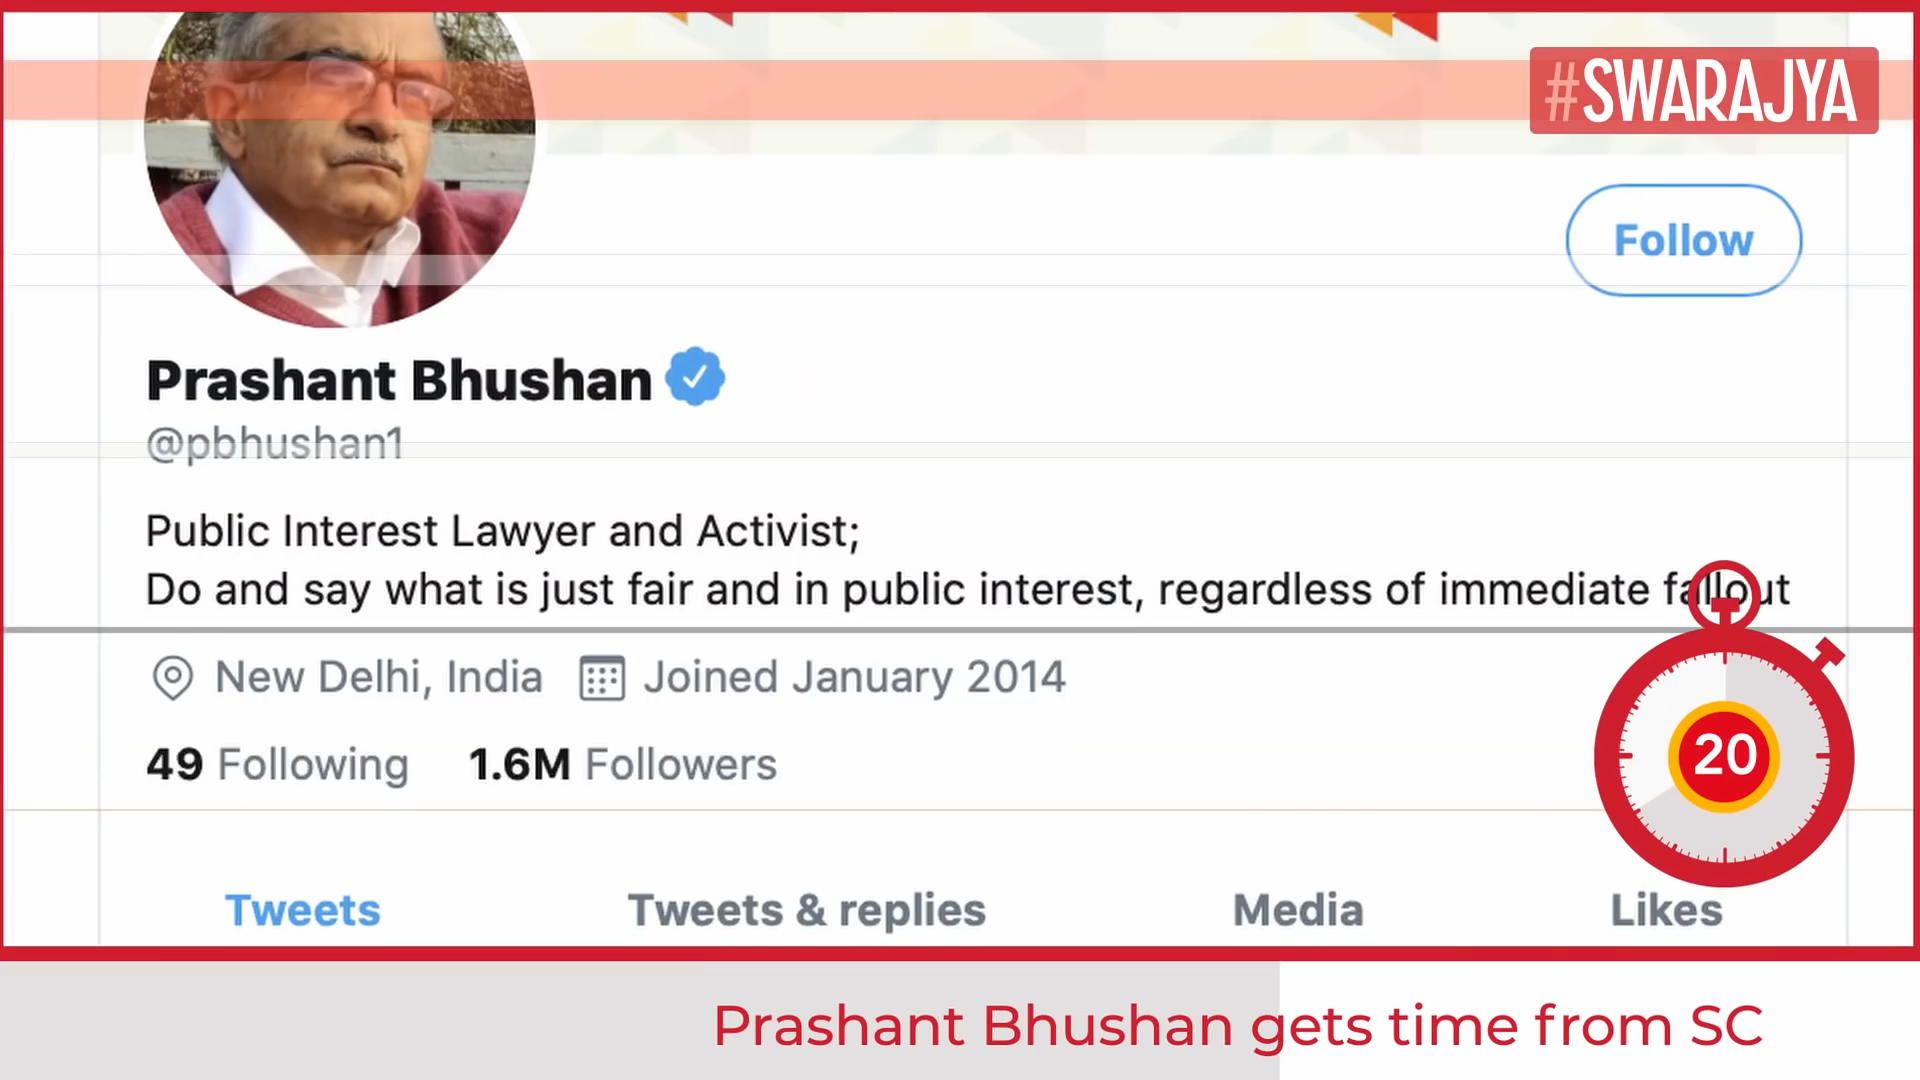 #SWARAJYA
Follow
Prashant Bhushan
@pbhushan1
Public Interest Lawyer and Activist;
Do and say what is just fair and in public interest, regardless of immediate fallout
New Delhi, India Joined January 2014
49 Following 1.6M Followers
20
Tweets Tweets & replies Media Likes
Prashant Bhushan gets time from SC